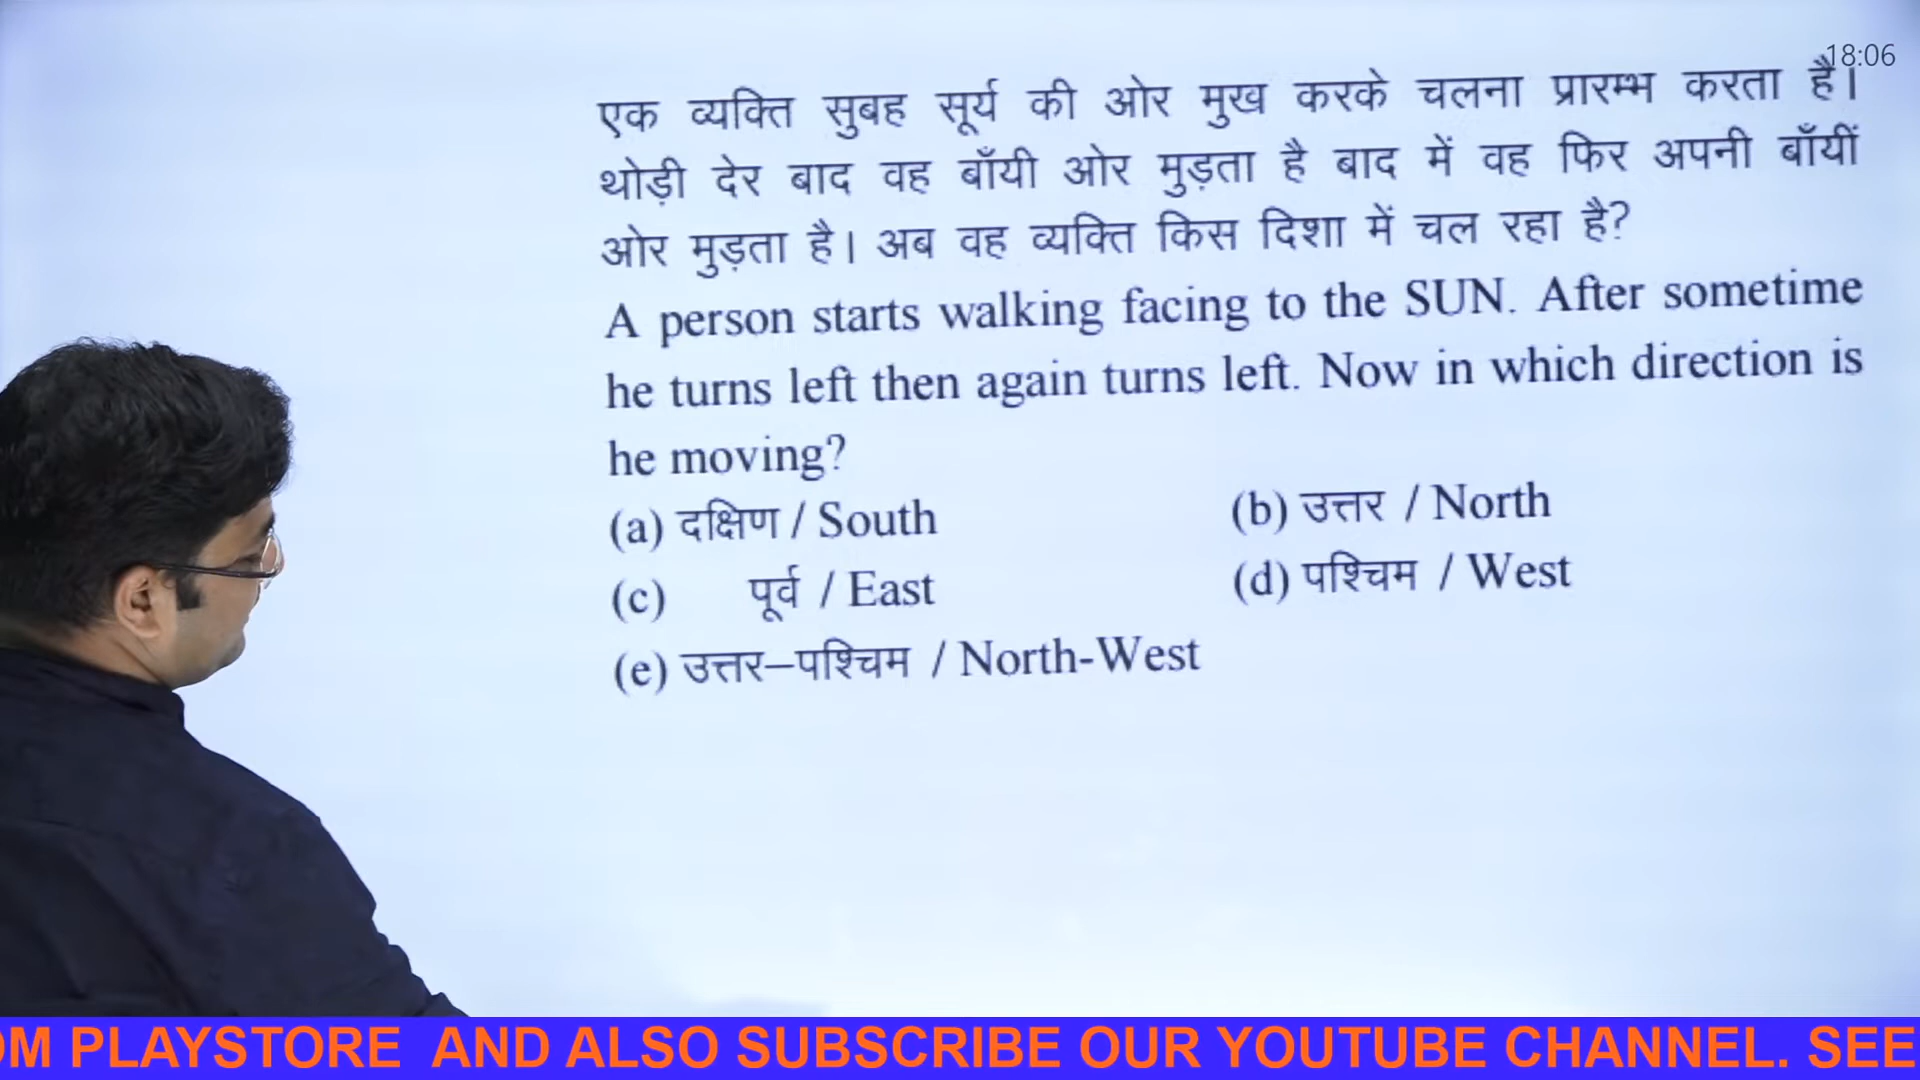 18:06
एक व्यक्ति सुबह सूर्य की ओर मुख करके चलना प्रारम्भ करता है।
थोड़ी देर बाद वह बाँयी ओर मुड़ता है बाद में वह फिर अपनी बाँयीं
ओर मुड़ता है। अब वह व्यक्ति किस दिशा में चल रहा है?
A person starts walking facing to the SUN. After sometime
he turns left then again turns left. Now in which direction is
he moving?
(a) दक्षिण / South (b) उत्तर / North
(c) पूर्व / East (d) पश्चिम / West
(e) उत्तर–पश्चिम / North-West
OM PLAYSTORE AND ALSO SUBSCRIBE OUR YOUTUBE CHANNEL. SEE